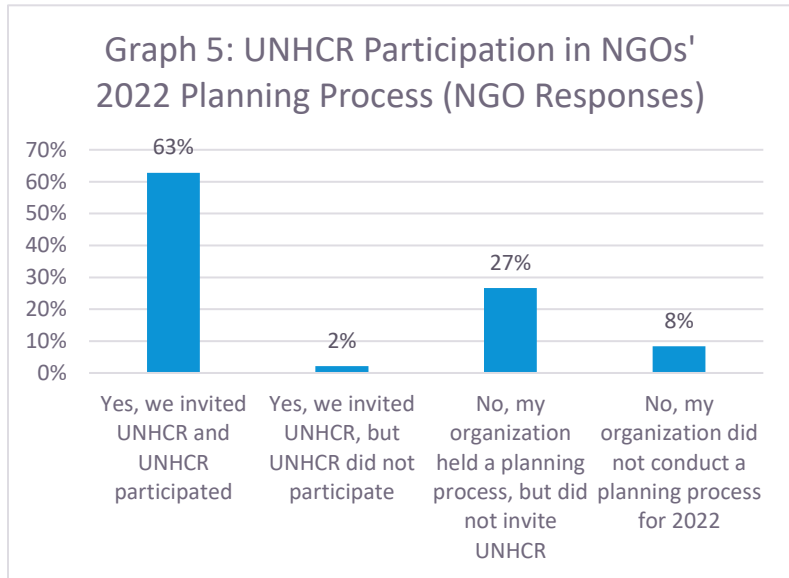 Graph 5: UNHCR Participation in NGOs'
2022 Planning Process (NGO Responses)
70%
60%
50%
40%
30%
20%
10%
0%
63%
2%
27%
8%
Yes, we invited
UNHCR and
UNHCR
participated
Yes, we invited
UNHCR, but
UNHCR did not
participate
No, my
organization
held a planning
process, but did
not invite
UNHCR
No, my
organization did
not conduct a
planning process
for 2022